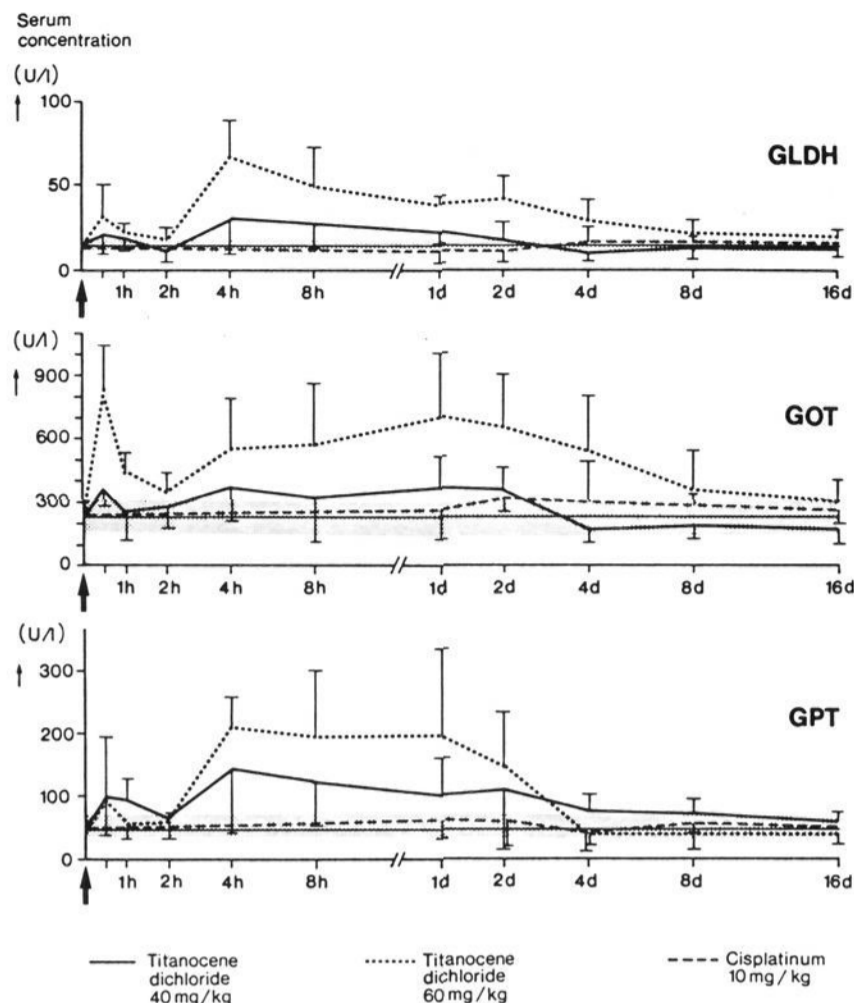 Serum
concentration
(U/l)
100
50
0
GLDH
1h 2h 4h 8h 1d 2d 4d 8d 16d
(U/l)
900
600
300
0
GOT
1h 2h 4h 8h 1d 2d 4d 8d 16d
(U/l)
300
200
100
0
GPT
1h 2h 4h 8h 1d 2d 4d 8d 16d
Titanocene
dichloride
40 mg/kg
Titanocene
dichloride
60 mg/kg
Cisplatinum
10 mg/kg